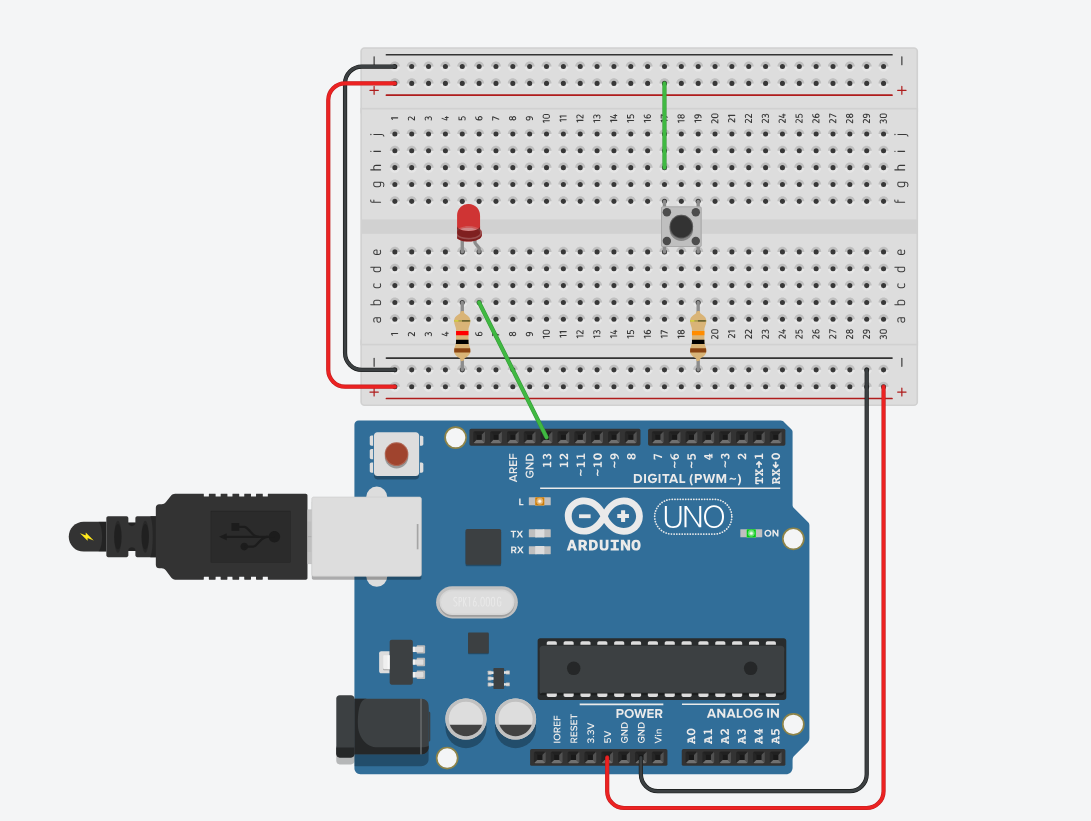 − −
+ +
1 2 3 4 5 6 7 8 9 10 11 12 13 14 15 16 18 19 20 21 22 23 24 25 26 27 28 29 30
j j
i i
h h
g g
f f
e e
d d
c c
b b
a a
1 2 3 4 5 6 7 8 9 10 11 12 13 14 15 16 17 18 19 20 21 22 23 24 25 26 27 28 29 30
− −
+ +
AREF GND 13 12 ~11 ~10 ~9 8 7 ~6 ~5 4 ~3 2 TX→1 RX←0
DIGITAL (PWM~)
L
TX
RX
ARDUINO
UNO
ON
POWER ANALOG IN
IOREF RESET 3.3V 5V GND GND Vin A0 A1 A2 A3 A4 A5